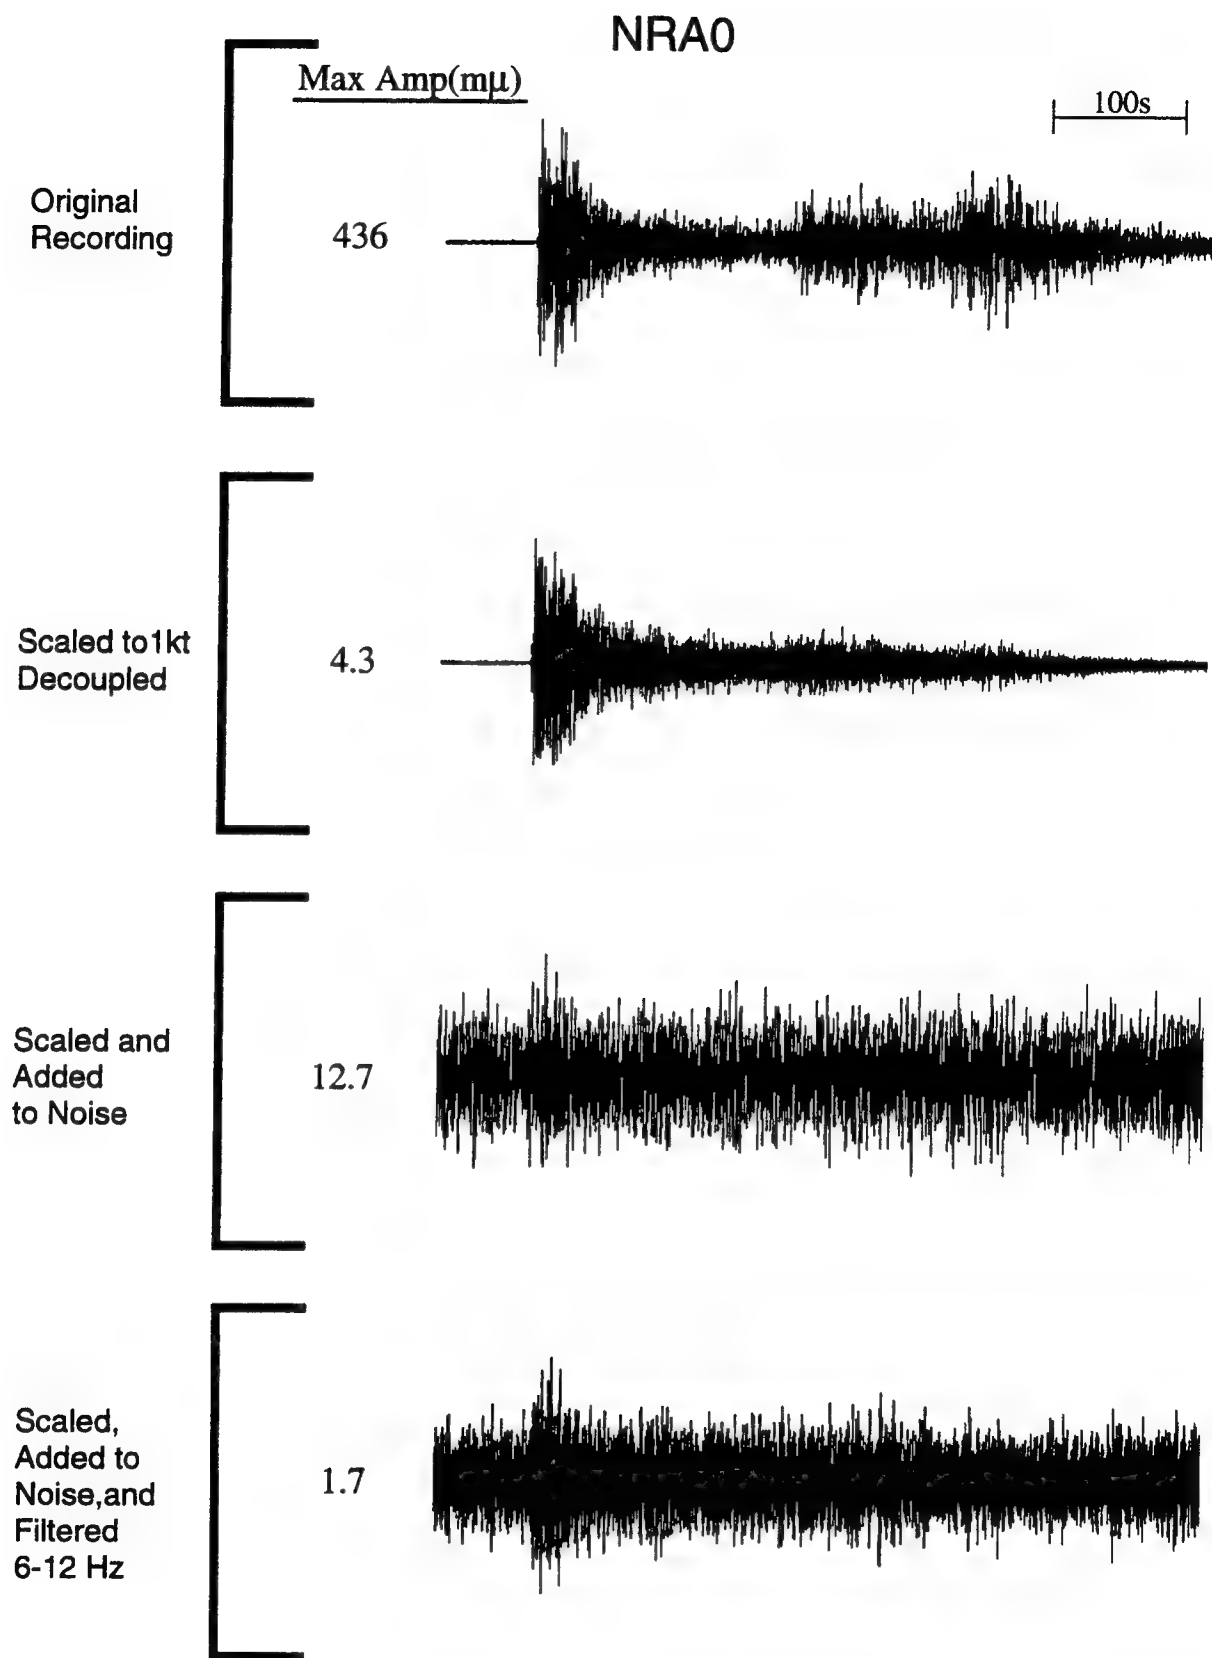 NRA0
Max Amp(mμ)
100s
Original
Recording
436
Scaled to1kt
Decoupled
4.3
Scaled and
Added
to Noise
12.7
Scaled,
Added to
Noise,and
Filtered
6-12 Hz
1.7